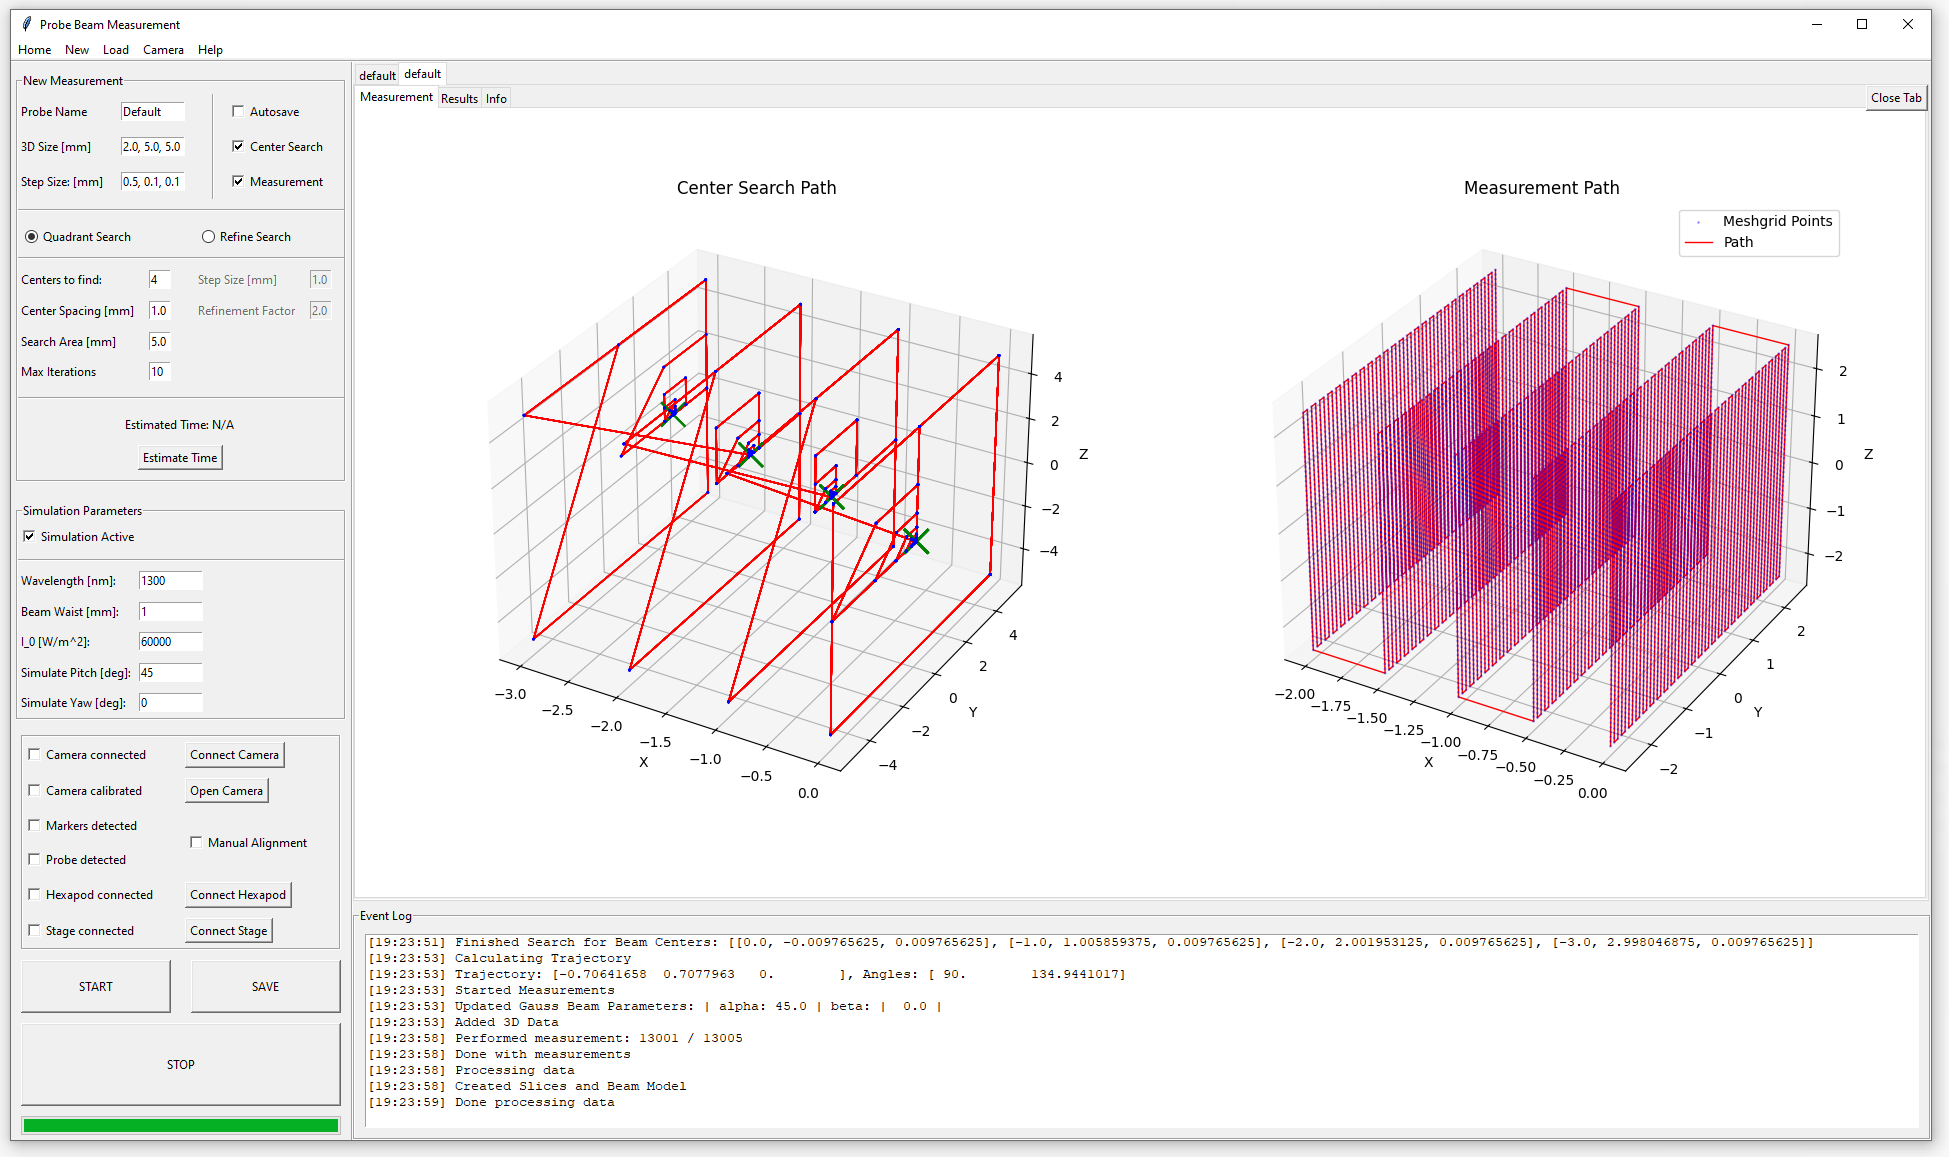 Probe Beam Measurement
Home New Load Camera Help
New Measurement
Probe Name Default
Autosave
3D Size [mm] 2.0, 5.0, 5.0
Center Search
Step Size: [mm] 0.5, 0.1, 0.1
Measurement
Quadrant Search Refine Search
Centers to find: 4 Step Size [mm] 1.0
Center Spacing [mm] 1.0 Refinement Factor 2.0
Search Area [mm] 5.0
Max Iterations 10
Estimated Time: N/A
Estimate Time
Simulation Parameters
Simulation Active
Wavelength [nm]: 1300
Beam Waist [mm]: 1
I_0 [W/m^2]: 60000
Simulate Pitch [deg]: 45
Simulate Yaw [deg]: 0
Camera connected Connect Camera
Camera calibrated Open Camera
Markers detected
Manual Alignment
Probe detected
Hexapod connected Connect Hexapod
Stage connected Connect Stage
START SAVE
STOP
default default
Measurement Results Info
Close Tab
Center Search Path
4
2
0
−2
−4
Z
4
2
0
−2
−4
Y
−3.0
−2.5
−2.0
−1.5
−1.0
−0.5
0.0
X
Measurement Path
Meshgrid Points
Path
2
1
0
−1
−2
Z
2
1
0
−1
−2
Y
−2.00
−1.75
−1.50
−1.25
−1.00
−0.75
−0.50
−0.25
0.00
X
Event Log
[19:23:51] Finished Search for Beam Centers: [[0.0, -0.009765625, 0.009765625], [-1.0, 1.005859375, 0.009765625], [-2.0, 2.001953125, 0.009765625], [-3.0, 2.998046875, 0.009765625]]
[19:23:53] Calculating Trajectory
[19:23:53] Trajectory: [-0.70641658 0.7077963 0. ], Angles: [ 90. 134.9441017]
[19:23:53] Started Measurements
[19:23:53] Updated Gauss Beam Parameters: | alpha: 45.0 | beta: | 0.0 |
[19:23:53] Added 3D Data
[19:23:58] Performed measurement: 13001 / 13005
[19:23:58] Done with measurements
[19:23:58] Processing data
[19:23:58] Created Slices and Beam Model
[19:23:59] Done processing data